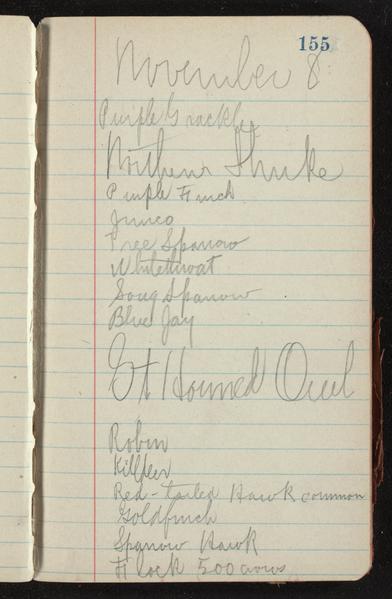 155
November 8
Purple Grackle
Northern Shrike
Purple Finch
Junco
Tree Sparrow
Whitethroat
Song Sparrow
Blue Jay
Gt Horned Owl
Robin
Killdeer
Red-tailed Hawk common
Goldfinch
Sparrow Hawk
Flock 500 crows